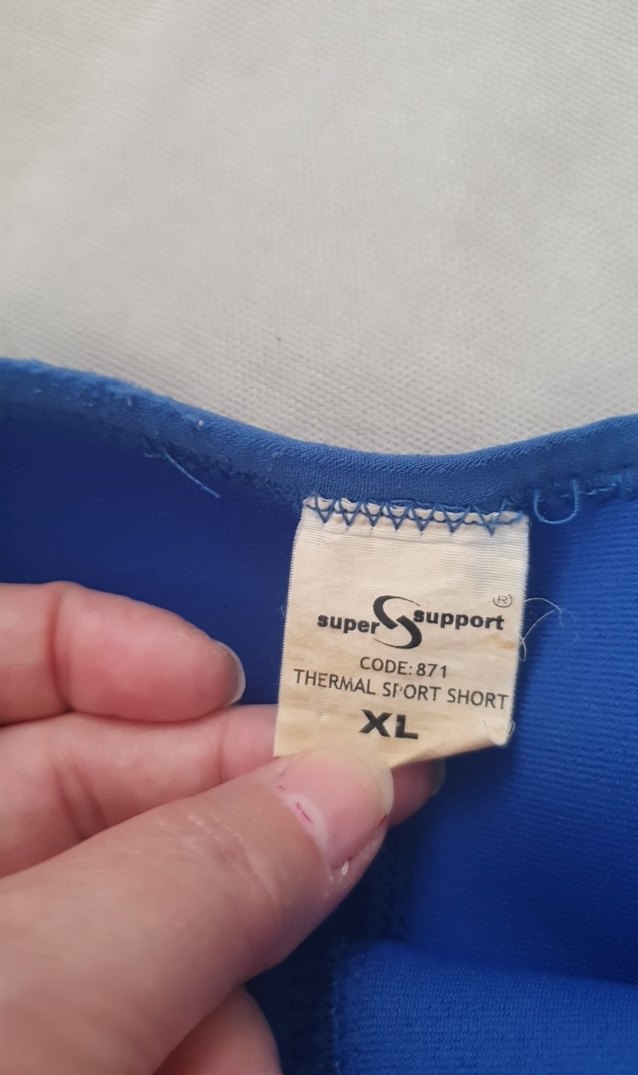 super support ®
CODE: 871
THERMAL SPORT SHORT
XL